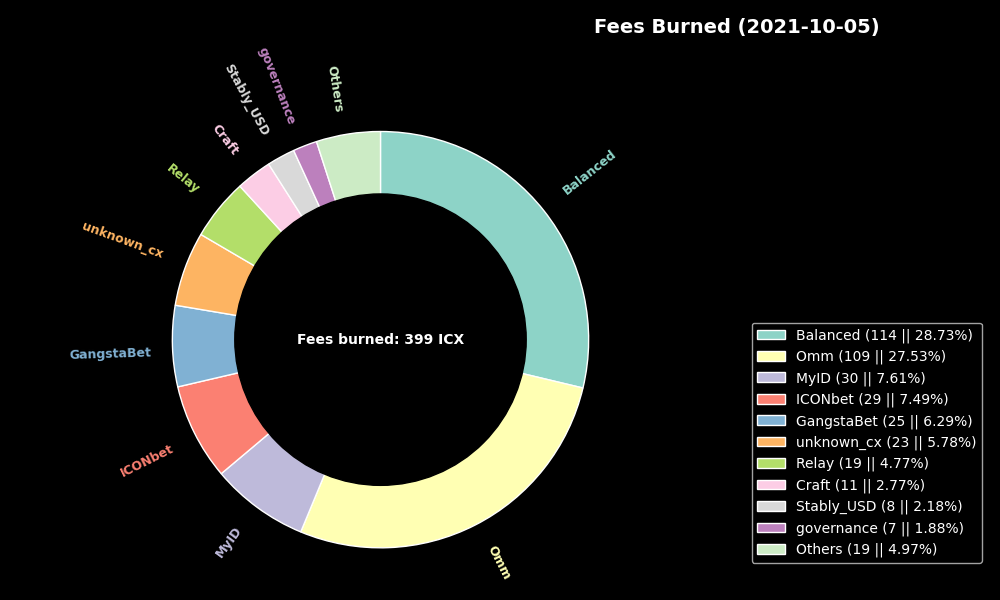 Fees Burned (2021-10-05)
governance
Others
Stably_USD
Craft
Balanced
Relay
unknown_cx
Fees burned: 399 ICX
GangstaBet
ICONbet
MyID
Omm
Balanced (114 || 28.73%)
Omm (109 || 27.53%)
MyID (30 || 7.61%)
ICONbet (29 || 7.49%)
GangstaBet (25 || 6.29%)
unknown_cx (23 || 5.78%)
Relay (19 || 4.77%)
Craft (11 || 2.77%)
Stably_USD (8 || 2.18%)
governance (7 || 1.88%)
Others (19 || 4.97%)